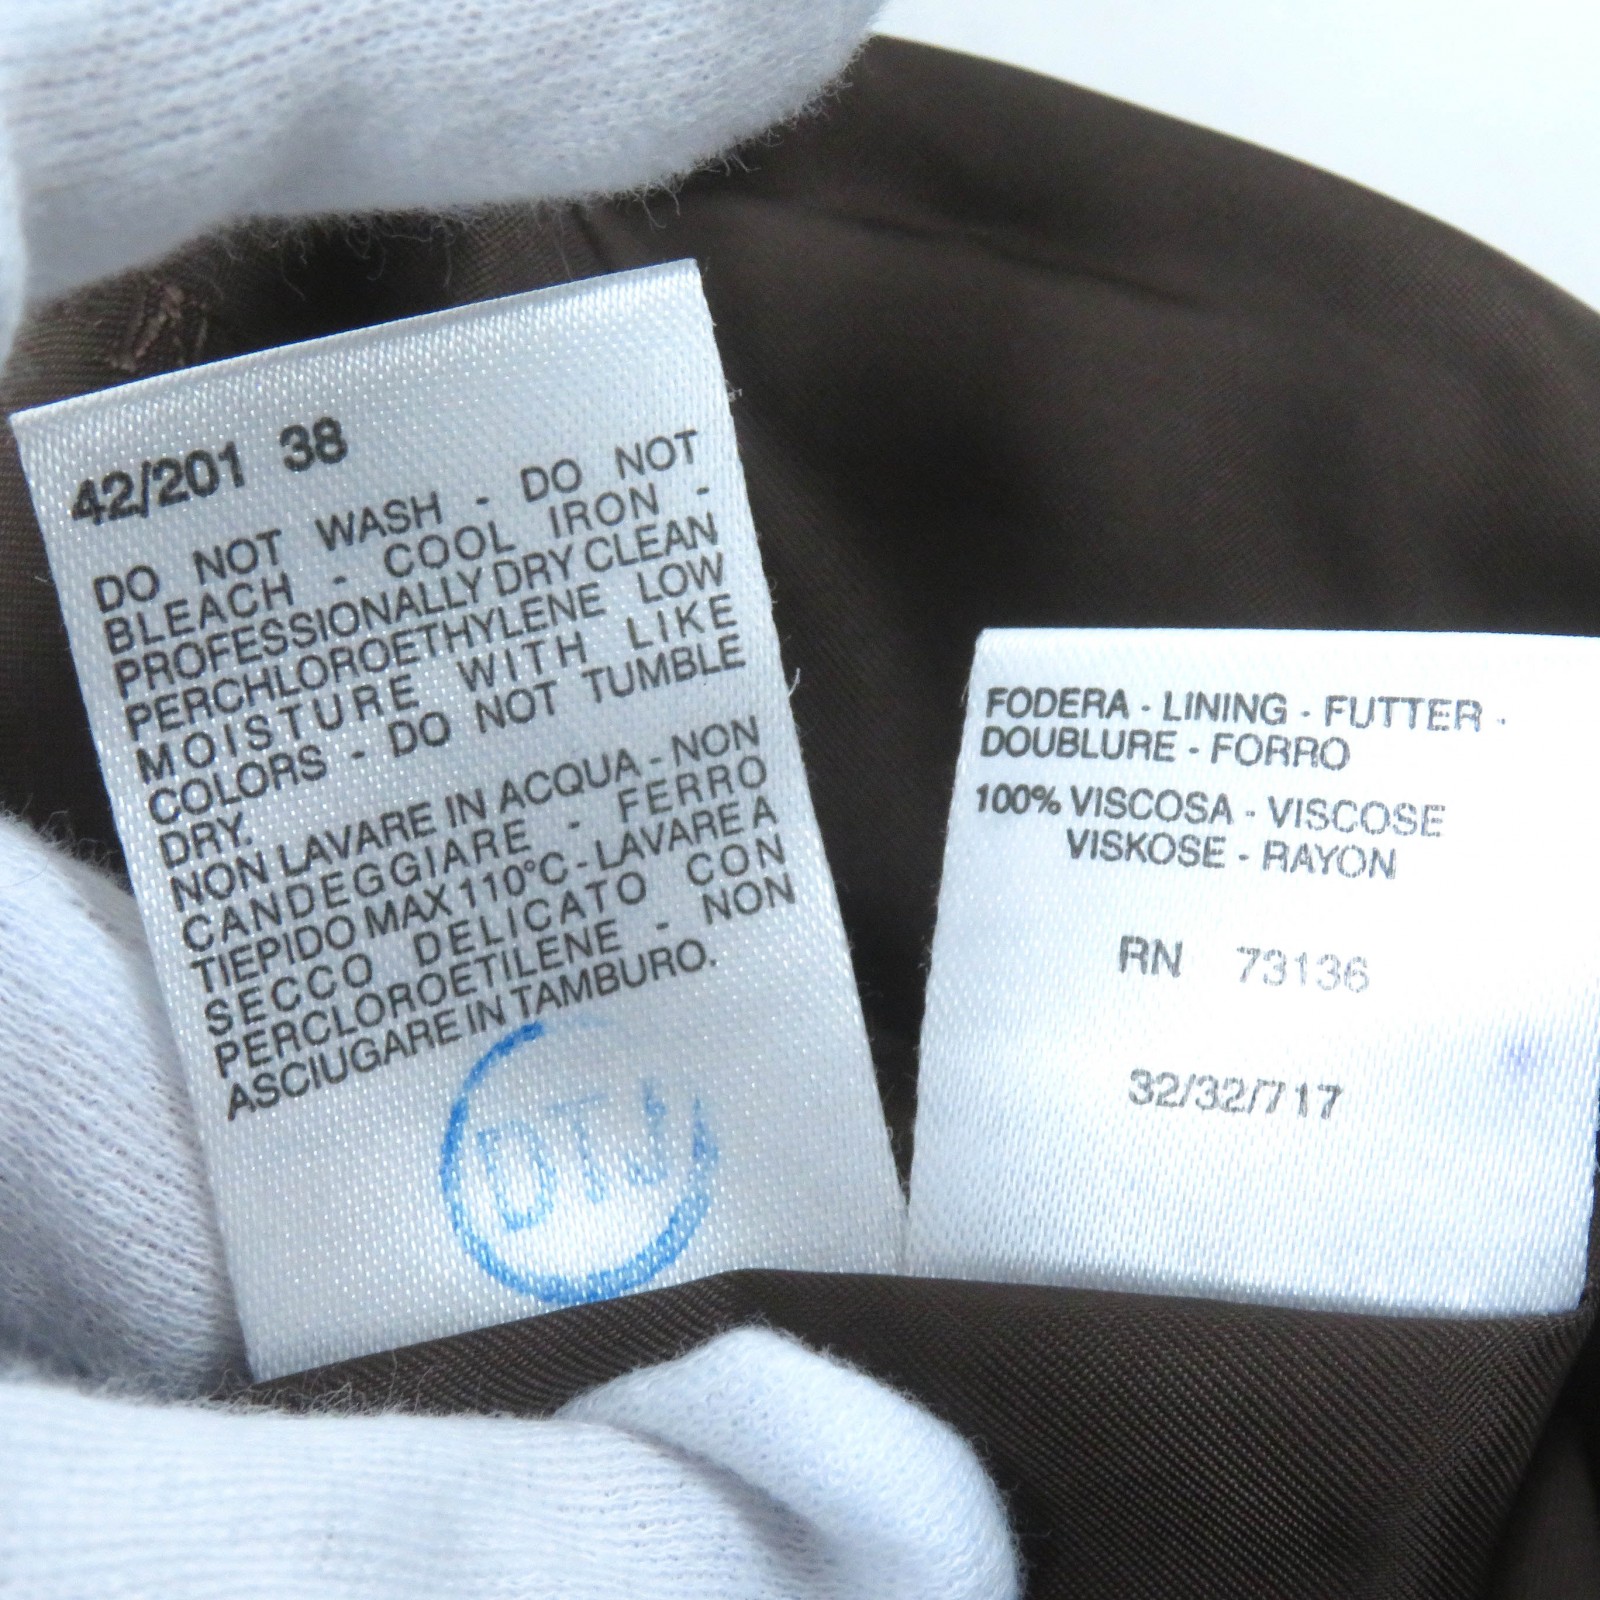 42/201 38
DO NOT WASH - DO NOT
BLEACH - COOL IRON -
PROFESSIONALLY DRY CLEAN
PERCHLOROETHYLENE LOW
MOISTURE WITH LIKE
COLORS - DO NOT TUMBLE
DRY.
NON LAVARE IN ACQUA - NON
CANDEGGIARE - FERRO
TIEPIDO MAX 110°C - LAVARE A
SECCO DELICATO CON
PERCLOROETILENE - NON
ASCIUGARE IN TAMBURO.
FODERA - LINING - FUTTER -
DOUBLURE - FORRO
100% VISCOSA - VISCOSE
VISKOSE - RAYON
RN 73136
32/32/717